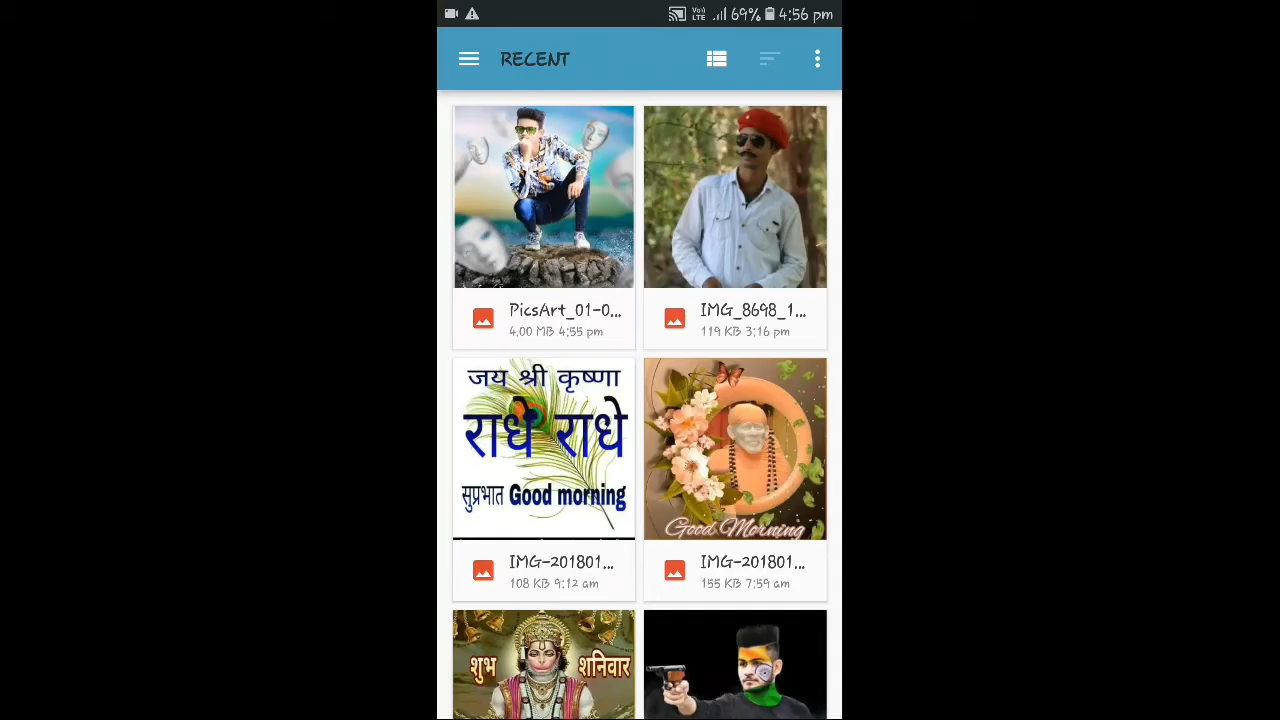 VoLTE 69% 4:56 pm
RECENT
PicsArt_01-0...
4.00 MB 4:55 pm
IMG_8698_1...
119 KB 3:16 pm
जय श्री कृष्णा
राधे राधे
सुप्रभात Good morning
Good Morning
IMG-201801...
108 KB 9:12 am
IMG-201801...
155 KB 7:59 am
शुभ शनिवार